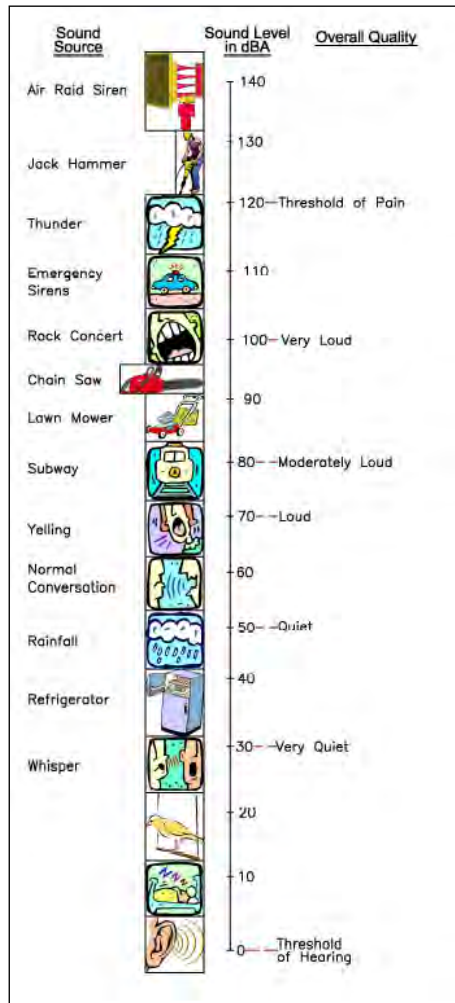 Sound Source
Sound Level in dBA
Overall Quality
Air Raid Siren
140
130
Jack Hammer
120
Threshold of Pain
Thunder
110
Emergency
Sirens
Rock Concert
100
Very Loud
Chain Saw
90
Lawn Mower
Subway
80
Moderately Loud
70
Loud
Yelling
Normal
Conversation
60
50
Quiet
Rainfall
40
Refrigerator
30
Very Quiet
Whisper
20
10
0
Threshold
of Hearing